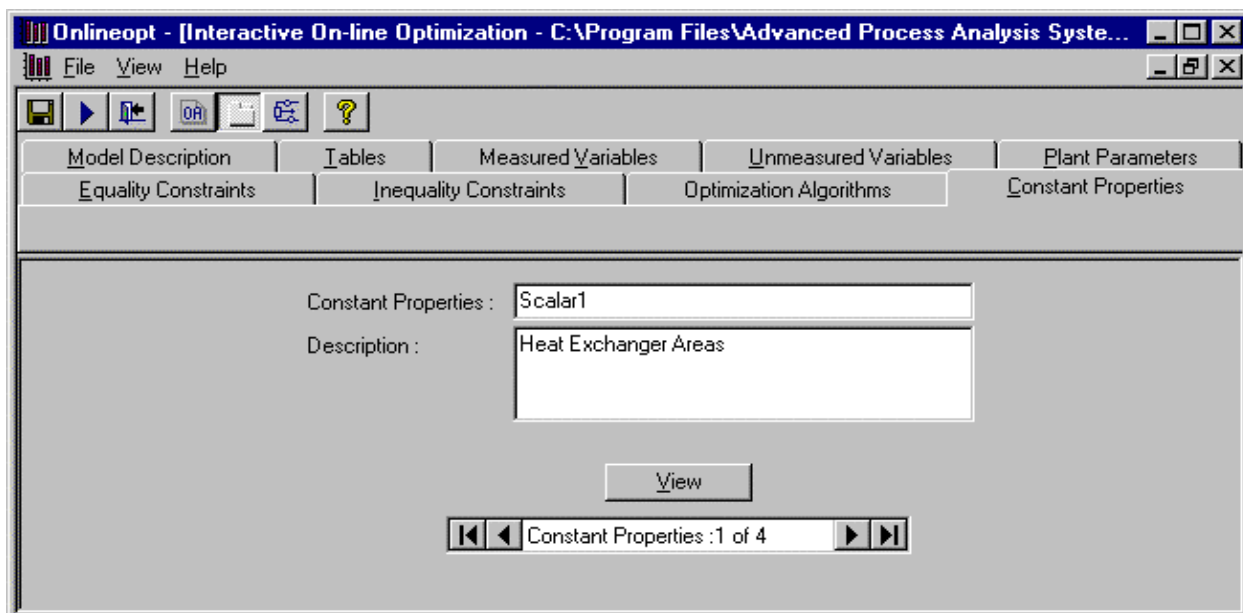 Onlineopt - [Interactive On-line Optimization - C:\Program Files\Advanced Process Analysis Syste...
File View Help
OA ?
Model Description Tables Measured Variables Unmeasured Variables Plant Parameters
Equality Constraints Inequality Constraints Optimization Algorithms Constant Properties
Constant Properties : Scalar1
Description : Heat Exchanger Areas
View
Constant Properties :1 of 4